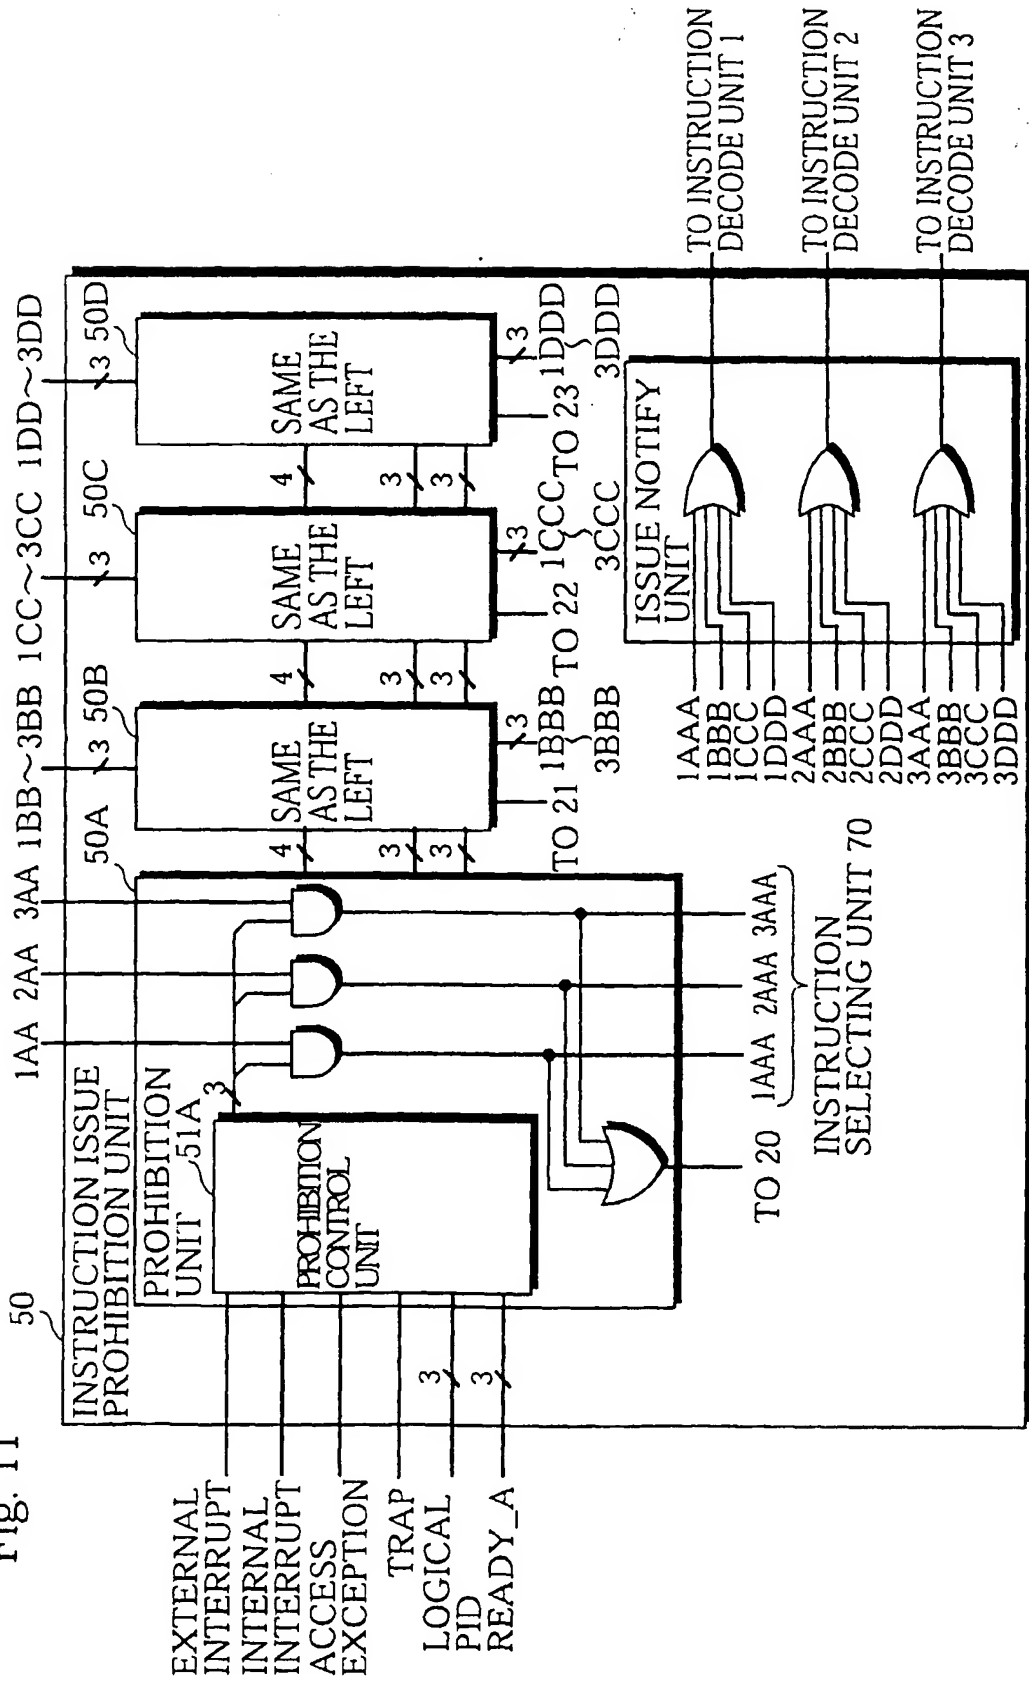 Fig. 11
50
INSTRUCTION ISSUE
PROHIBITION UNIT
1AA 2AA 3AA
1BB~3BB
1CC~3CC
1DD~3DD
3
3
3
50A
50B
50C
50D
PROHIBITION
UNIT
51A
3
PROHIBITION
CONTROL
UNIT
EXTERNAL
INTERRUPT
INTERNAL
INTERRUPT
ACCESS
EXCEPTION
TRAP
LOGICAL
PID
READY_A
3
3
4
3
3
SAME
AS THE
LEFT
4
3
3
SAME
AS THE
LEFT
4
3
3
SAME
AS THE
LEFT
TO 20
1AAA 2AAA 3AAA
INSTRUCTION
SELECTING UNIT 70
TO 21
3
1BBB
~
3BBB
TO 22
3
1CCC
~
3CCC
TO 23
3
1DDD
~
3DDD
ISSUE NOTIFY
UNIT
1AAA
1BBB
1CCC
1DDD
2AAA
2BBB
2CCC
2DDD
3AAA
3BBB
3CCC
3DDD
TO INSTRUCTION
DECODE UNIT 1
TO INSTRUCTION
DECODE UNIT 2
TO INSTRUCTION
DECODE UNIT 3